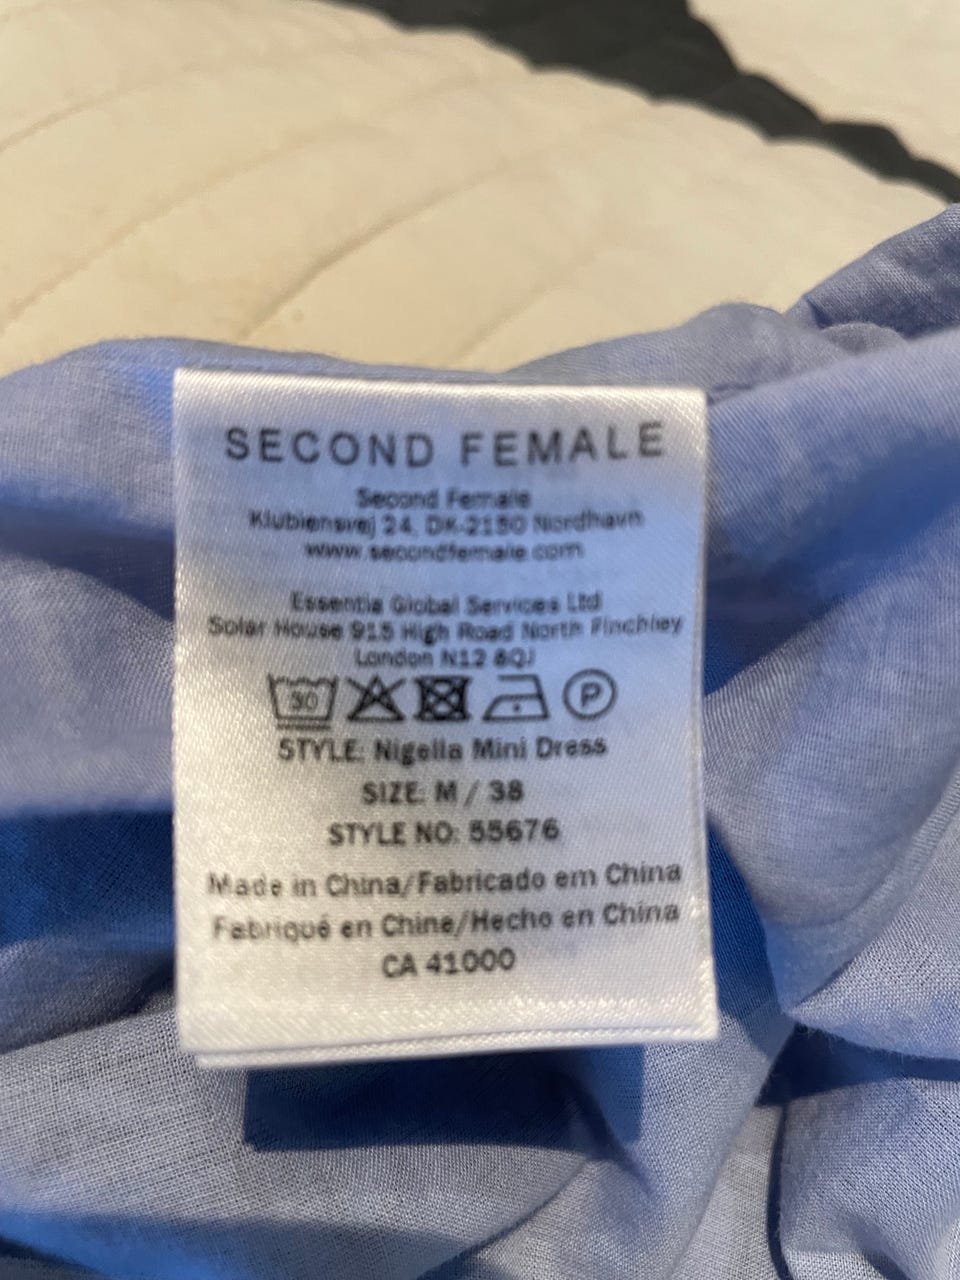 SECOND FEMALE
Second Female
Klubiensvej 24, DK-2150 Nordhavn
www.secondfemale.com
Essentia Global Services Ltd
Solar House 915 High Road North Finchley
London N12 8QJ
30 P
STYLE: Nigella Mini Dress
SIZE: M / 38
STYLE NO: 55676
Made in China/Fabricado em China
Fabriqué en Chine/Hecho en China
CA 41000